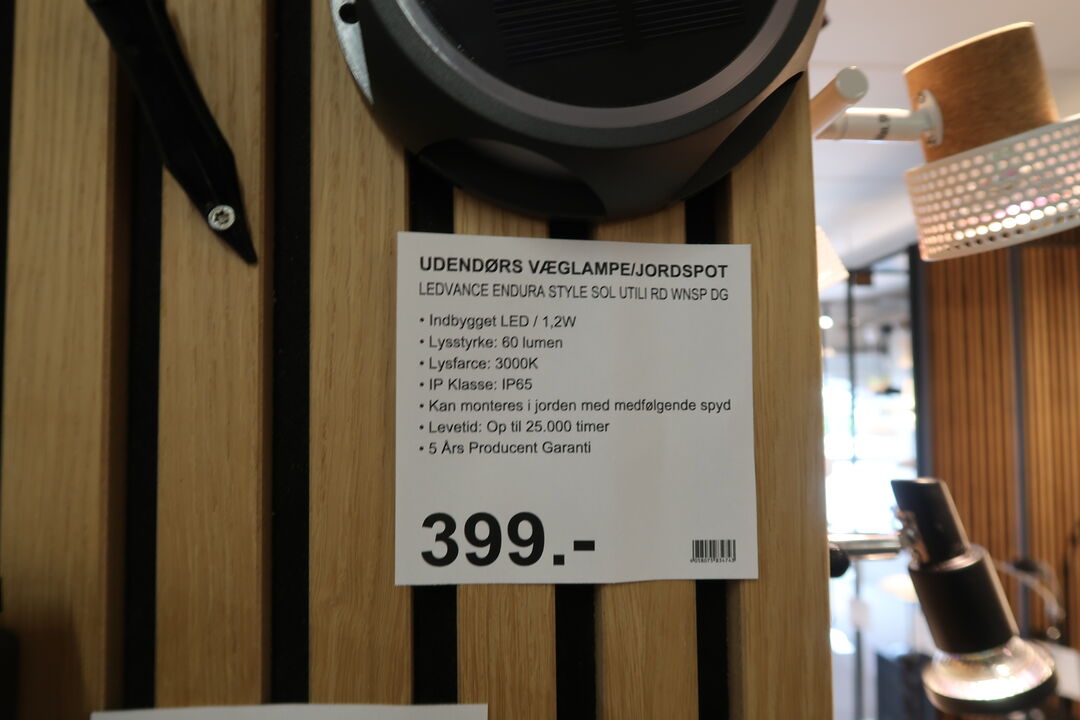 UDENDØRS VÆGLAMPE/JORDSPOT
LEDVANCE ENDURA STYLE SOL UTILI RD WNSP DG
• Indbygget LED / 1,2W
• Lysstyrke: 60 lumen
• Lysfarce: 3000K
• IP Klasse: IP65
• Kan monteres i jorden med medfølgende spyd
• Levetid: Op til 25.000 timer
• 5 Års Producent Garanti
399.-